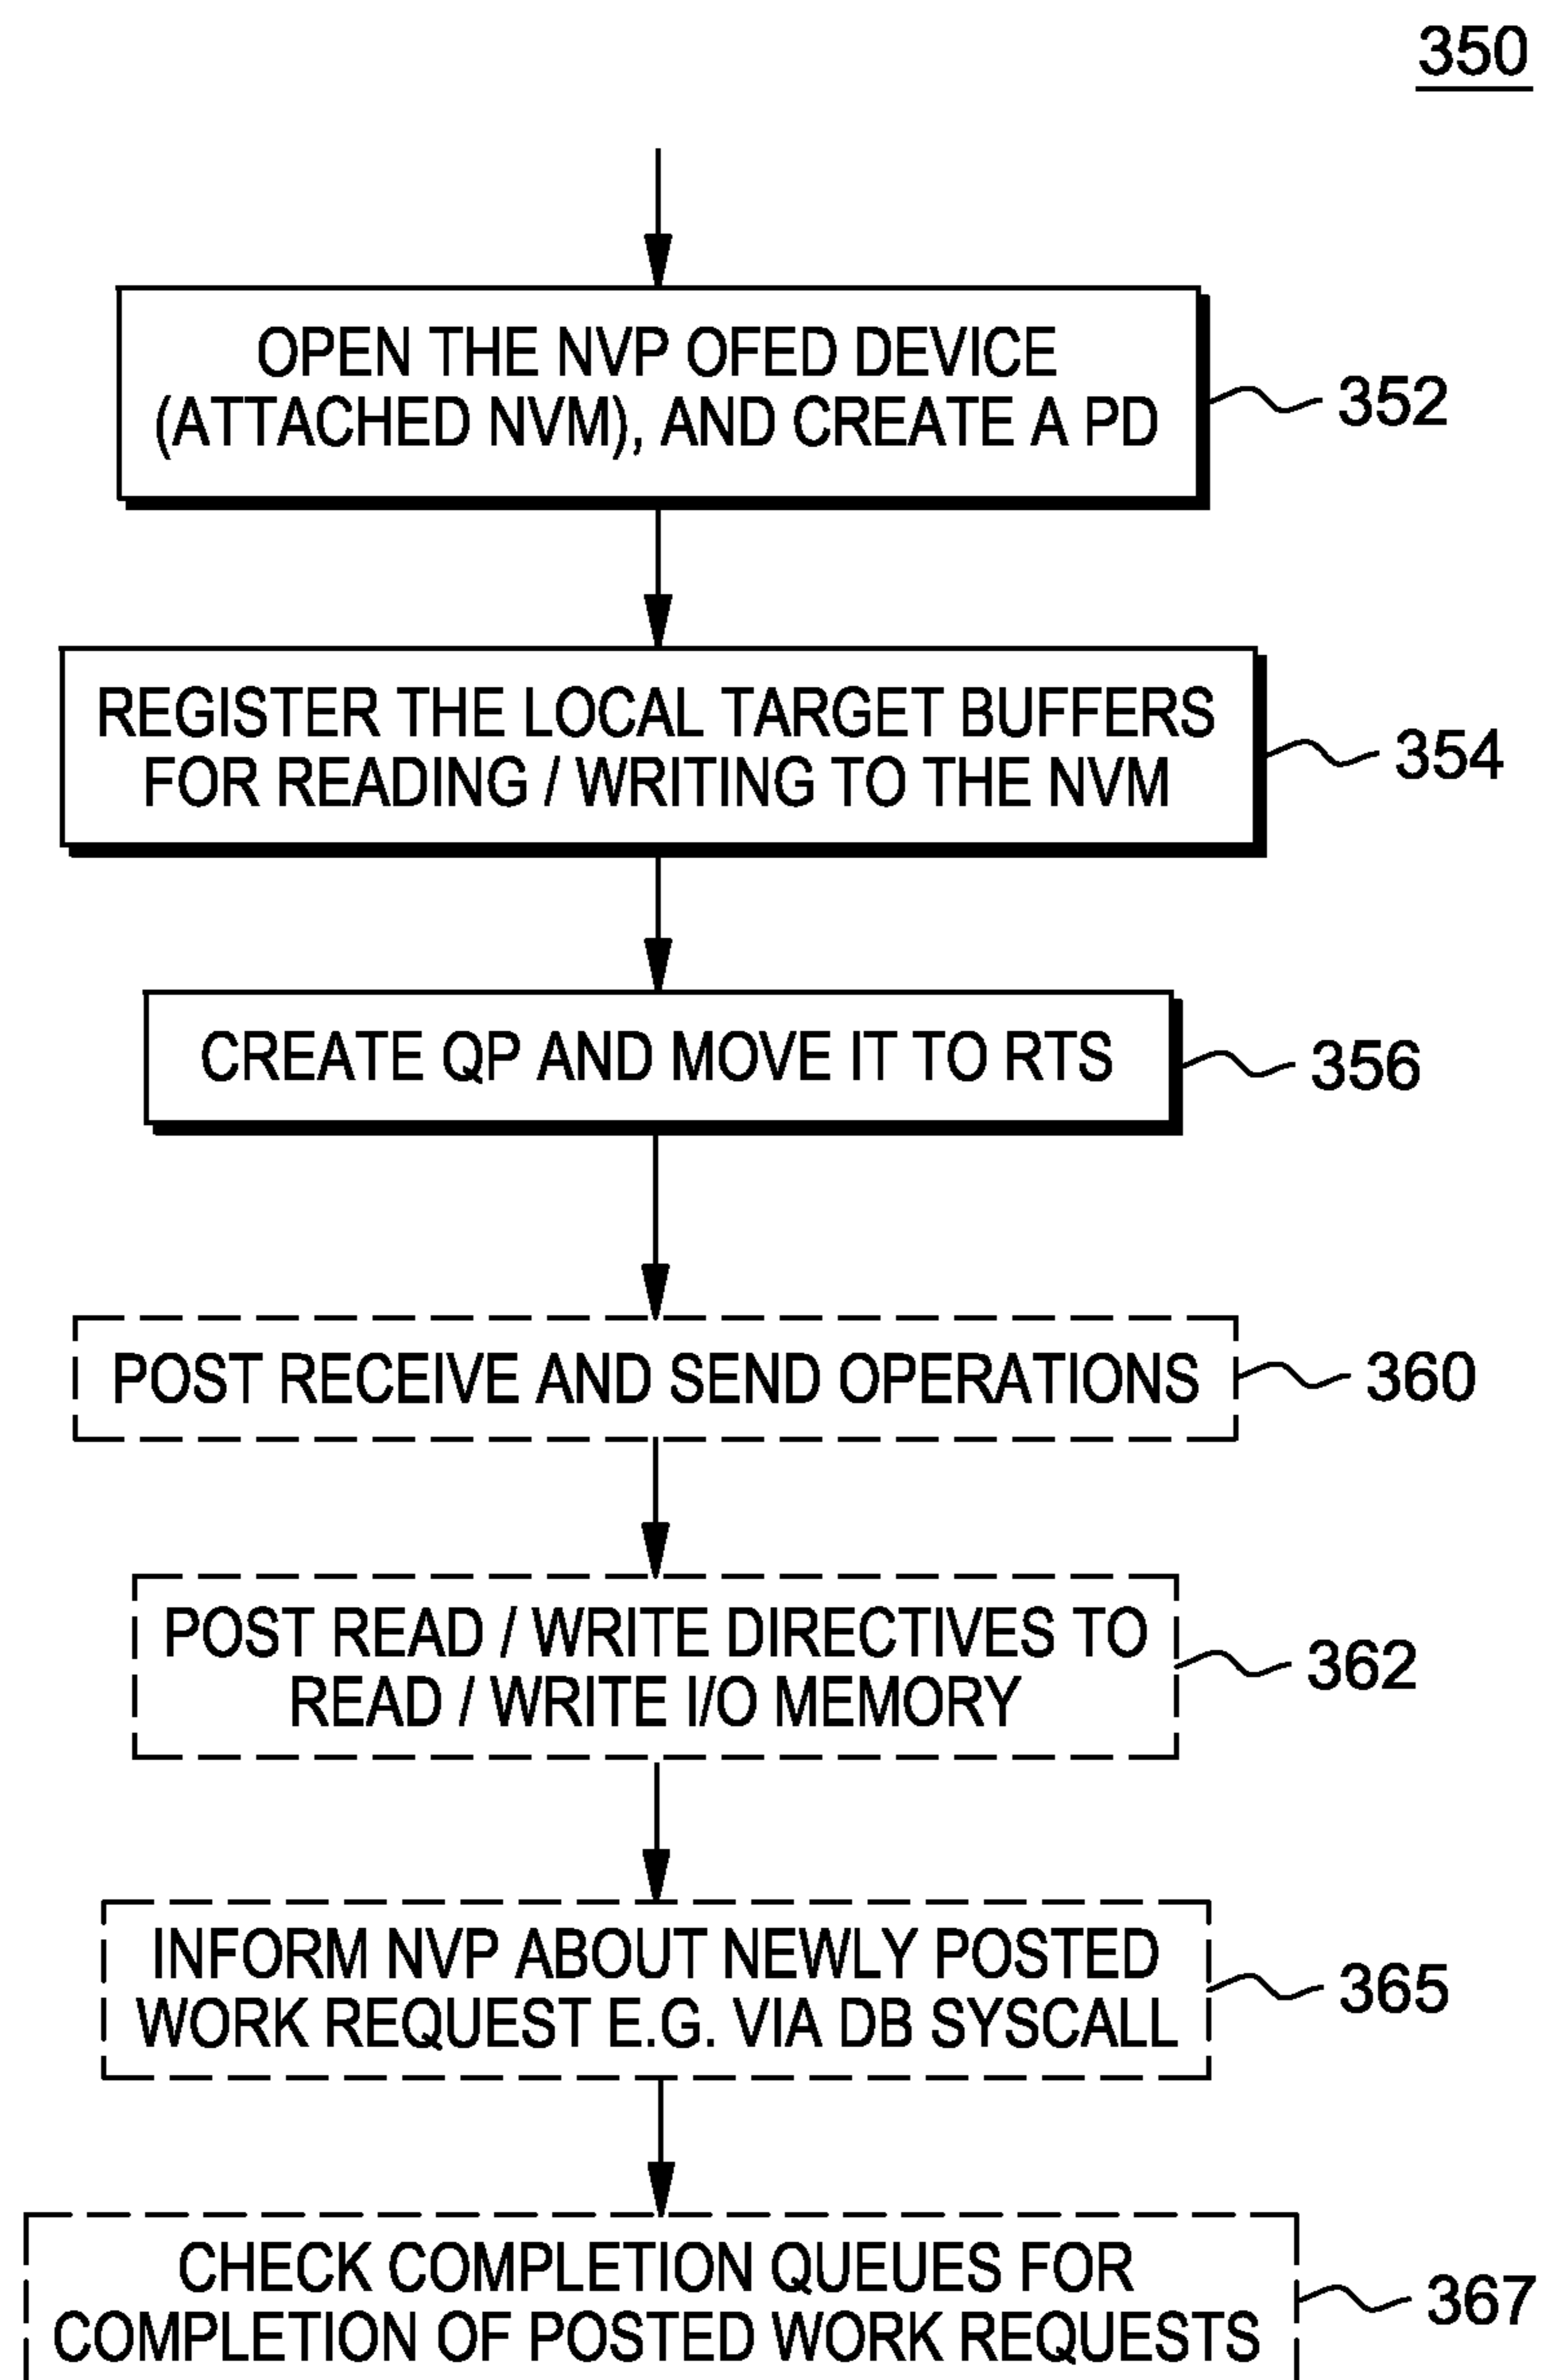 350
OPEN THE NVP OFED DEVICE
(ATTACHED NVM), AND CREATE A PD
352
REGISTER THE LOCAL TARGET BUFFERS
FOR READING / WRITING TO THE NVM
354
CREATE QP AND MOVE IT TO RTS
356
POST RECEIVE AND SEND OPERATIONS
360
POST READ / WRITE DIRECTIVES TO
READ / WRITE I/O MEMORY
362
INFORM NVP ABOUT NEWLY POSTED
WORK REQUEST E.G. VIA DB SYSCALL
365
CHECK COMPLETION QUEUES FOR
COMPLETION OF POSTED WORK REQUESTS
367